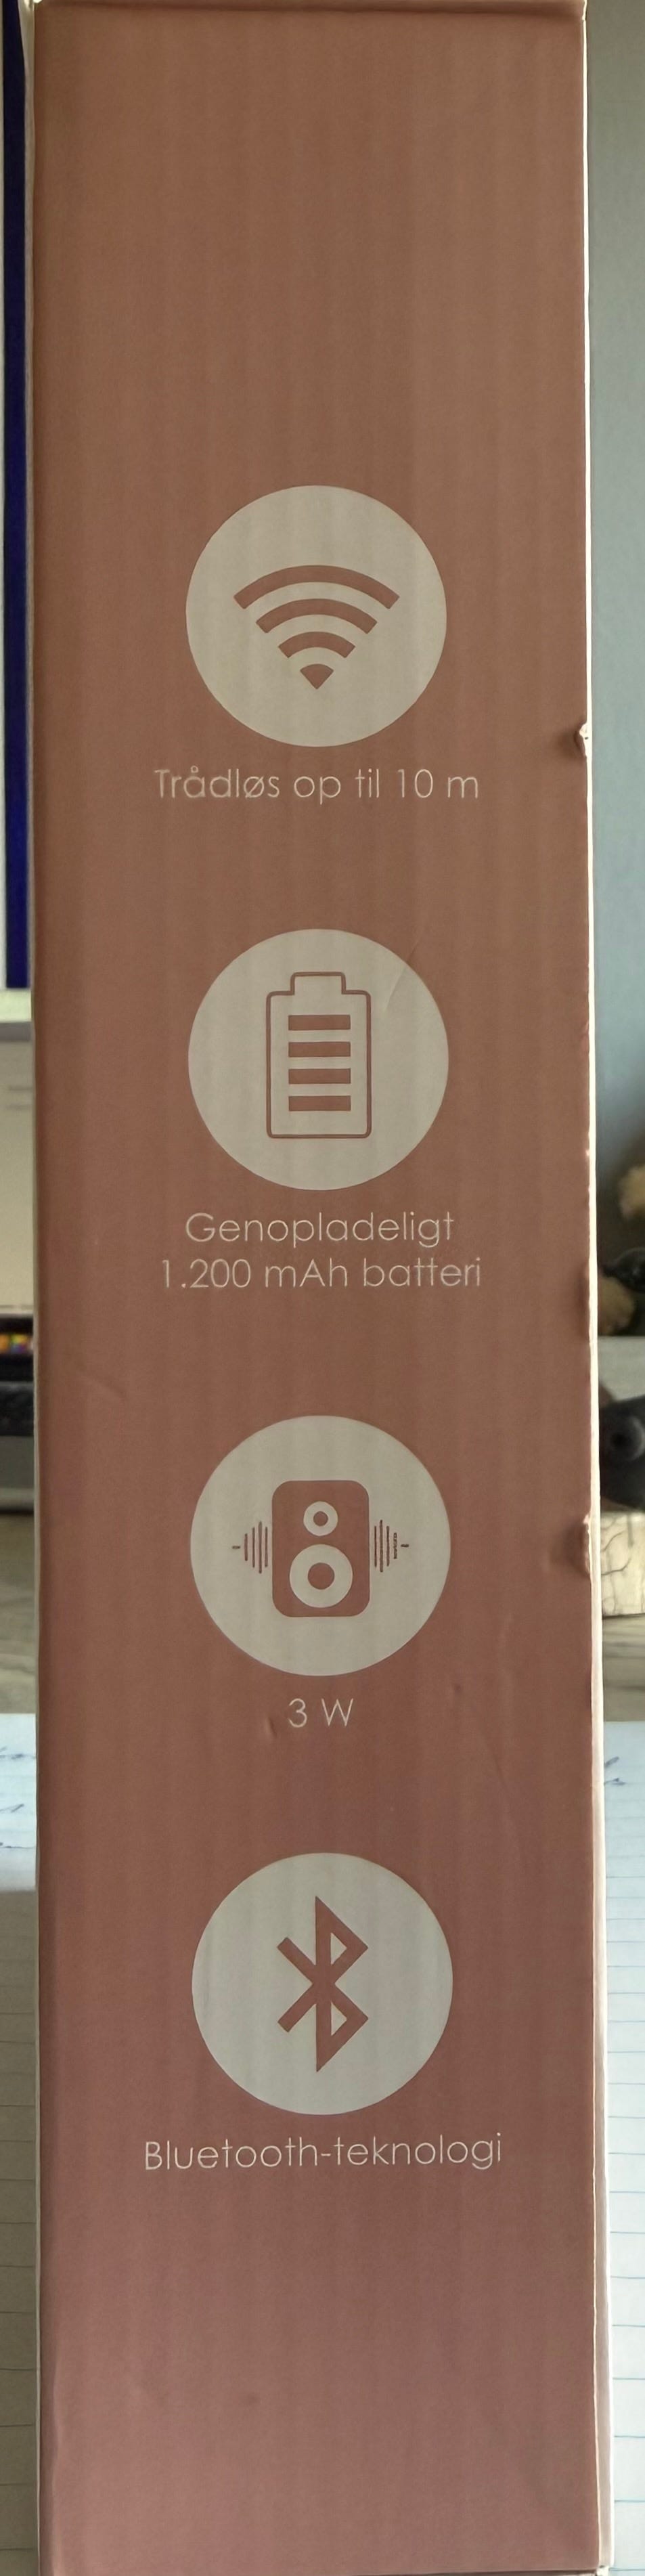 Trådløs op til 10 m
Genopladeligt
1.200 mAh batteri
3 W
Bluetooth-teknologi